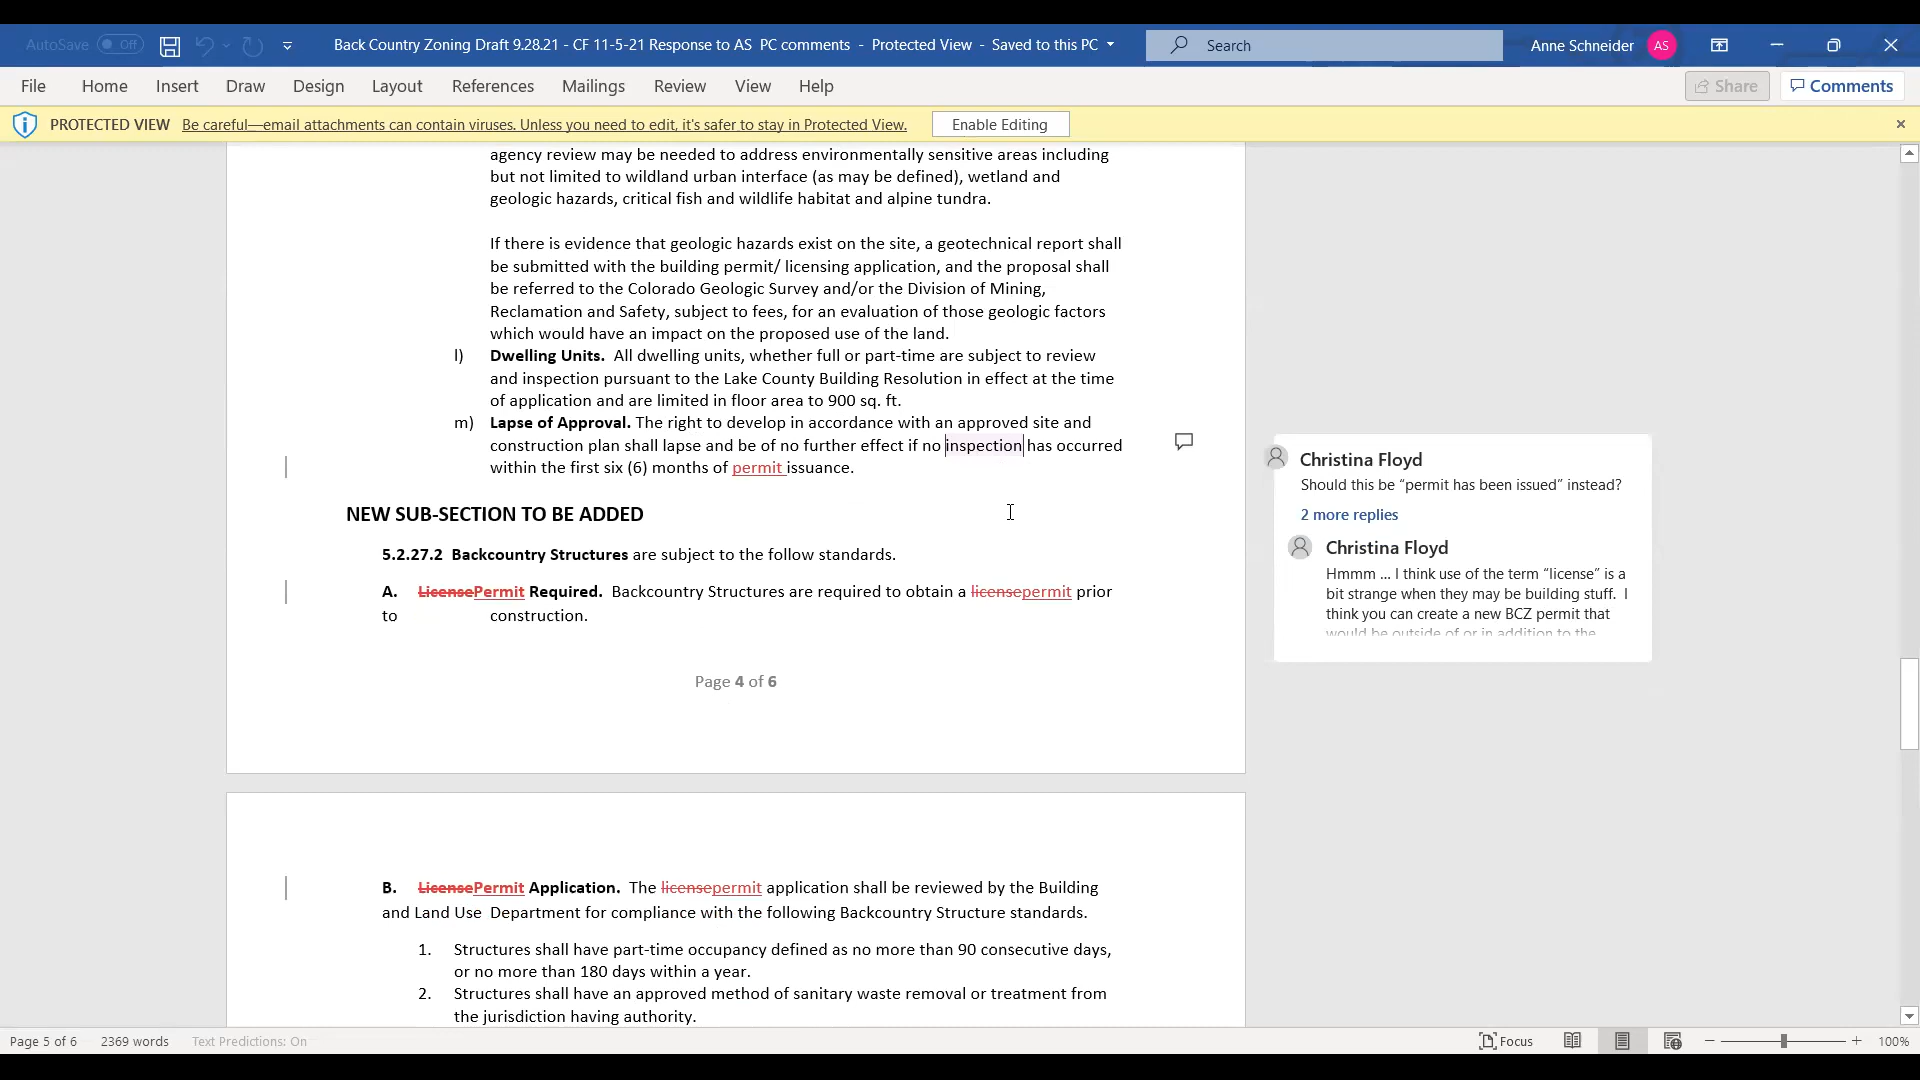 AutoSave Off
Back Country Zoning Draft 9.28.21 - CF 11-5-21 Response to AS PC comments - Protected View - Saved to this PC
Search
Anne Schneider AS
File Home Insert Draw Design Layout References Mailings Review View Help
Share Comments
PROTECTED VIEW Be careful—email attachments can contain viruses. Unless you need to edit, it's safer to stay in Protected View. Enable Editing
agency review may be needed to address environmentally sensitive areas including
but not limited to wildland urban interface (as may be defined), wetland and
geologic hazards, critical fish and wildlife habitat and alpine tundra.
If there is evidence that geologic hazards exist on the site, a geotechnical report shall
be submitted with the building permit/ licensing application, and the proposal shall
be referred to the Colorado Geologic Survey and/or the Division of Mining,
Reclamation and Safety, subject to fees, for an evaluation of those geologic factors
which would have an impact on the proposed use of the land.
l) Dwelling Units. All dwelling units, whether full or part-time are subject to review
and inspection pursuant to the Lake County Building Resolution in effect at the time
of application and are limited in floor area to 900 sq. ft.
m) Lapse of Approval. The right to develop in accordance with an approved site and
construction plan shall lapse and be of no further effect if no inspection has occurred
within the first six (6) months of permit issuance.
NEW SUB-SECTION TO BE ADDED
5.2.27.2 Backcountry Structures are subject to the follow standards.
A. LicensePermit Required. Backcountry Structures are required to obtain a licensepermit prior
to construction.
Page 4 of 6
B. LicensePermit Application. The licensepermit application shall be reviewed by the Building
and Land Use Department for compliance with the following Backcountry Structure standards.
1. Structures shall have part-time occupancy defined as no more than 90 consecutive days,
or no more than 180 days within a year.
2. Structures shall have an approved method of sanitary waste removal or treatment from
the jurisdiction having authority.
Christina Floyd
Should this be “permit has been issued” instead?
2 more replies
Christina Floyd
Hmmm ... I think use of the term “license” is a
bit strange when they may be building stuff. I
think you can create a new BCZ permit that
would be outside of or in addition to the
Page 5 of 6 2369 words Text Predictions: On
Focus
100%